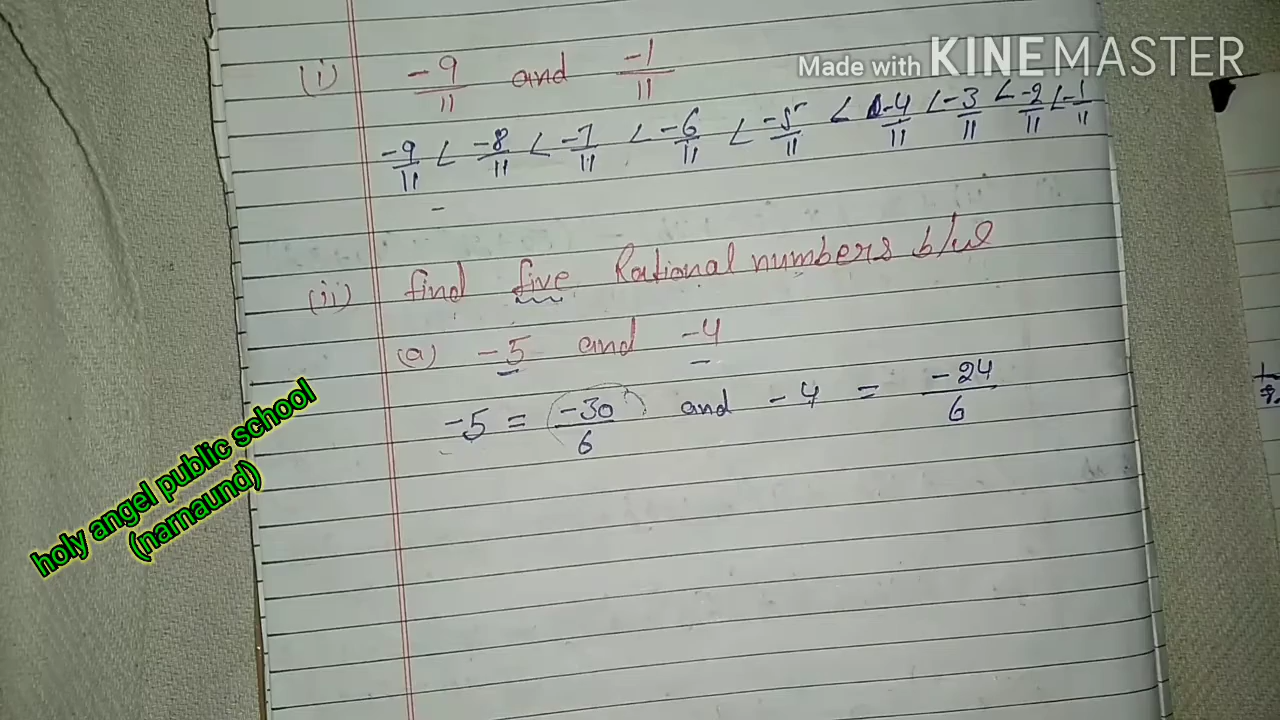 Made with KINEMASTER
(i) -9/11 and -1/11
-9/11 < -8/11 < -7/11 < -6/11 < -5/11 < -4/11 < -3/11 < -2/11 < -1/11
(ii) find five Rational numbers b/w
(a) -5 and -4
-5 = -30/6 and -4 = -24/6
holy angel public school
(narnaund)